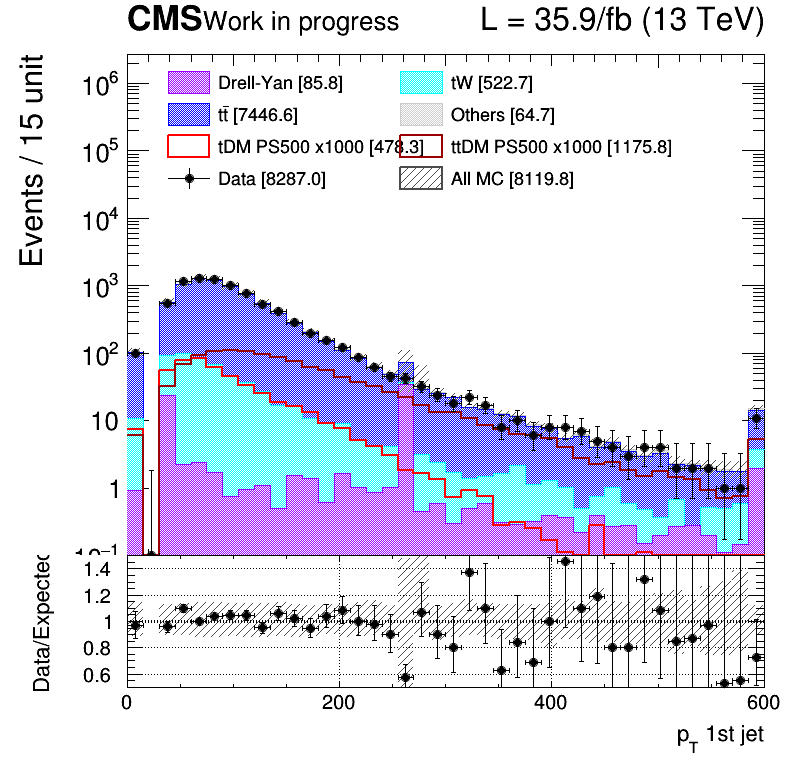 CMS Work in progress L = 35.9/fb (13 TeV)
Events / 15 unit
Drell-Yan [85.8] tW [522.7]
tt̄ [7446.6] Others [64.7]
tDM PS500 x1000 [478.3] ttDM PS500 x1000 [1175.8]
Data [8287.0] All MC [8119.8]
10⁶
10⁵
10⁴
10³
10²
10
1
10⁻¹
Data/Expected
1.4
1.2
1
0.8
0.6
0 200 400 600
p_T 1st jet